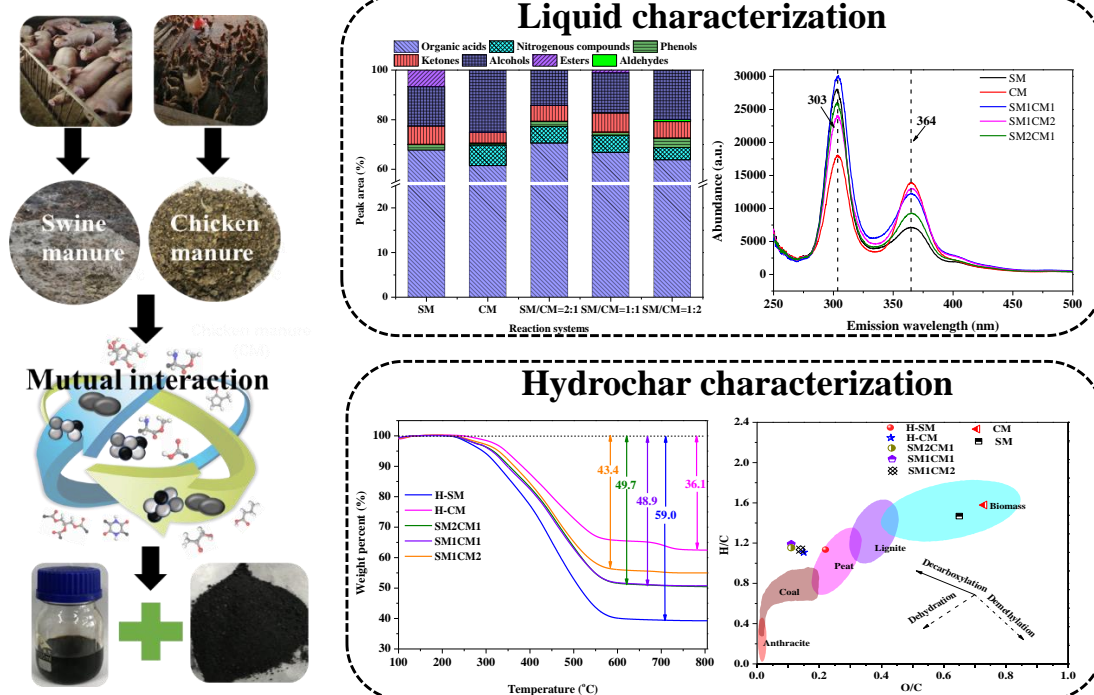 Swine
manure
Chicken
manure
Mutual interaction
Liquid characterization
Organic acids
Nitrogenous compounds
Phenols
Ketones
Alcohols
Esters
Aldehydes
100
80
60
20
10
0
Peak area (%)
SM
CM
SM/CM=2:1
SM/CM=1:1
SM/CM=1:2
Reaction systems
30000
25000
20000
15000
10000
5000
0
Abundance (a.u.)
303
364
SM
CM
SM1CM1
SM1CM2
SM2CM1
250
300
350
400
450
500
Emission wavelength (nm)
Hydrochar characterization
100
90
80
70
60
50
40
30
Weight percent (%)
H-SM
H-CM
SM2CM1
SM1CM1
SM1CM2
43.4
49.7
48.9
59.0
36.1
100
200
300
400
500
600
700
800
Temperature (°C)
2.4
2.0
1.6
1.2
0.8
0.4
0.0
H/C
H-SM
H-CM
SM2CM1
SM1CM1
SM1CM2
CM
SM
Biomass
Lignite
Peat
Coal
Anthracite
Decarboxylation
Dehydration
Demethylation
0.0
0.2
0.4
0.6
0.8
1.0
O/C